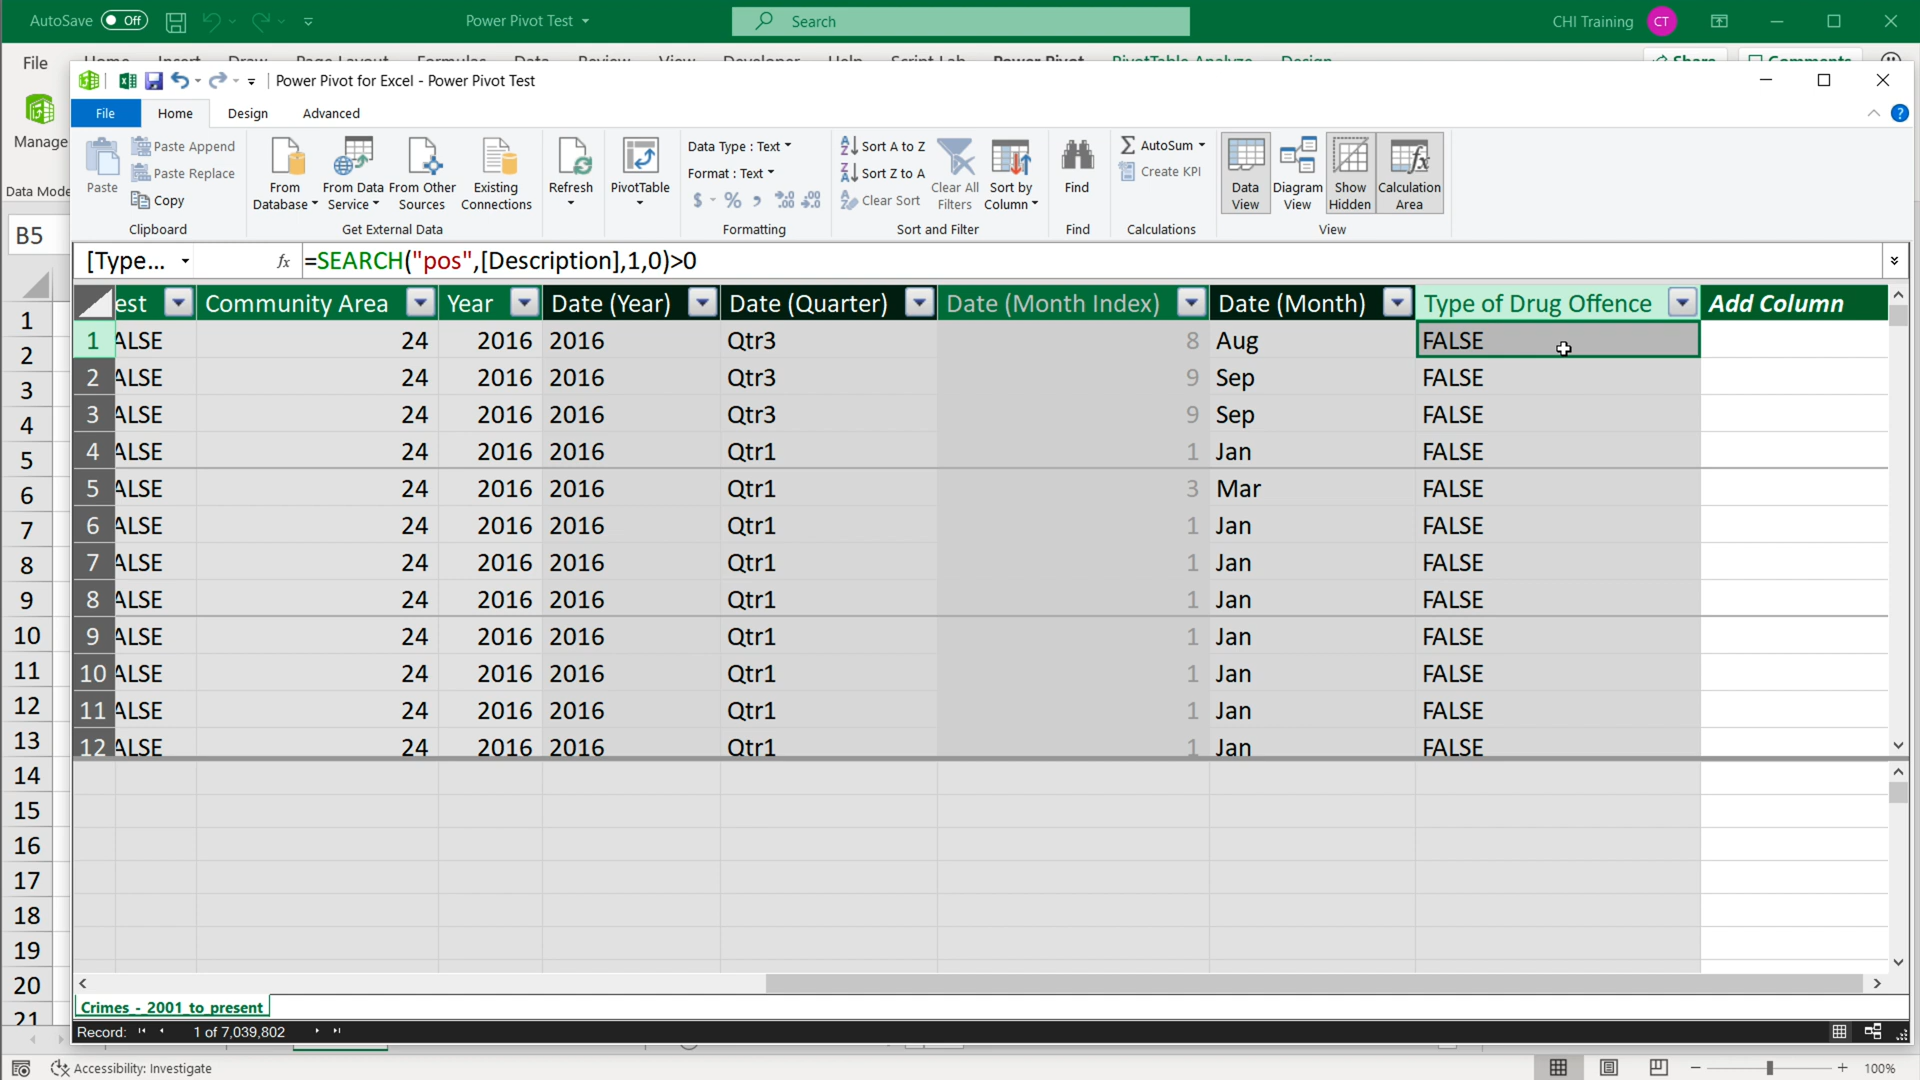 AutoSave Off Power Pivot Test Search CHI Training CT
File Home Insert Draw Page Layout Formulas Data Review View Developer Help Script Lab Power Pivot PivotTable Analyze Design Share Comments
Power Pivot for Excel - Power Pivot Test
File Home Design Advanced
Manage
Data Mode
B5
Paste
Paste Append
Paste Replace
Copy
Clipboard
From Database
From Data Service
From Other Sources
Existing Connections
Get External Data
Refresh
PivotTable
Data Type : Text
Format : Text
$ % ,
Formatting
Sort A to Z
Sort Z to A
Clear Sort
Clear All Filters
Sort by Column
Sort and Filter
Find
Find
AutoSum
Create KPI
Calculations
Data View
Diagram View
Show Hidden
Calculation Area
View
[Type... fx =SEARCH("pos",[Description],1,0)>0
est Community Area Year Date (Year) Date (Quarter) Date (Month Index) Date (Month) Type of Drug Offence Add Column
1 ALSE 24 2016 2016 Qtr3 8 Aug FALSE
2 ALSE 24 2016 2016 Qtr3 9 Sep FALSE
3 ALSE 24 2016 2016 Qtr3 9 Sep FALSE
4 ALSE 24 2016 2016 Qtr1 1 Jan FALSE
5 ALSE 24 2016 2016 Qtr1 3 Mar FALSE
6 ALSE 24 2016 2016 Qtr1 1 Jan FALSE
7 ALSE 24 2016 2016 Qtr1 1 Jan FALSE
8 ALSE 24 2016 2016 Qtr1 1 Jan FALSE
9 ALSE 24 2016 2016 Qtr1 1 Jan FALSE
10 ALSE 24 2016 2016 Qtr1 1 Jan FALSE
11 ALSE 24 2016 2016 Qtr1 1 Jan FALSE
12 ALSE 24 2016 2016 Qtr1 1 Jan FALSE
1
2
3
4
5
6
7
8
9
10
11
12
13
14
15
16
17
18
19
20
21
Crimes - 2001 to present
Record: 1 of 7,039,802
Accessibility: Investigate 100%